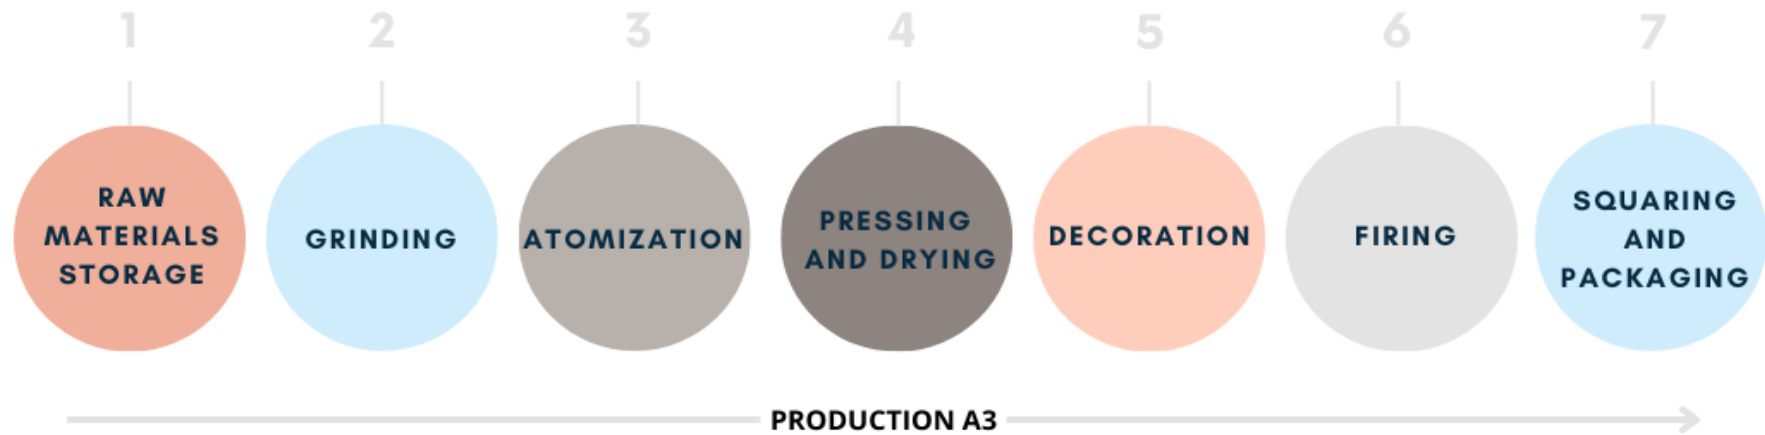 1
2
3
4
5
6
7
RAW
MATERIALS
STORAGE
GRINDING
ATOMIZATION
PRESSING
AND DRYING
DECORATION
FIRING
SQUARING
AND
PACKAGING
PRODUCTION A3